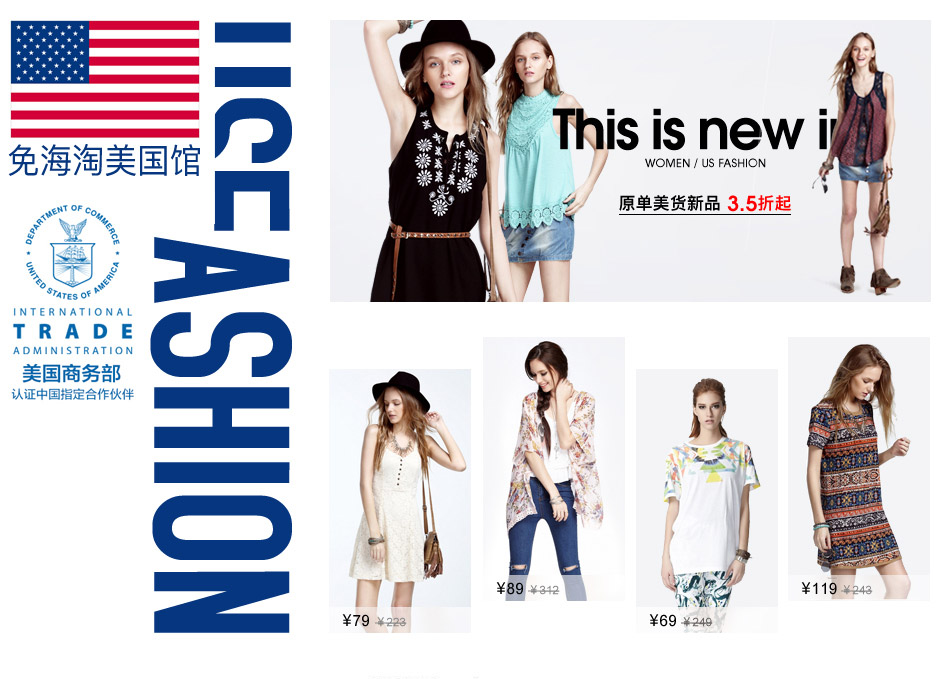 免海淘美国馆
DEPARTMENT OF COMMERCE
UNITED STATES OF AMERICA
INTERNATIONAL
TRADE
ADMINISTRATION
美国商务部
认证中国指定合作伙伴
US FASHION
This is new in
WOMEN / US FASHION
原单美货新品 3.5折起
¥79 ¥223
¥89 ¥312
¥69 ¥249
¥119 ¥243